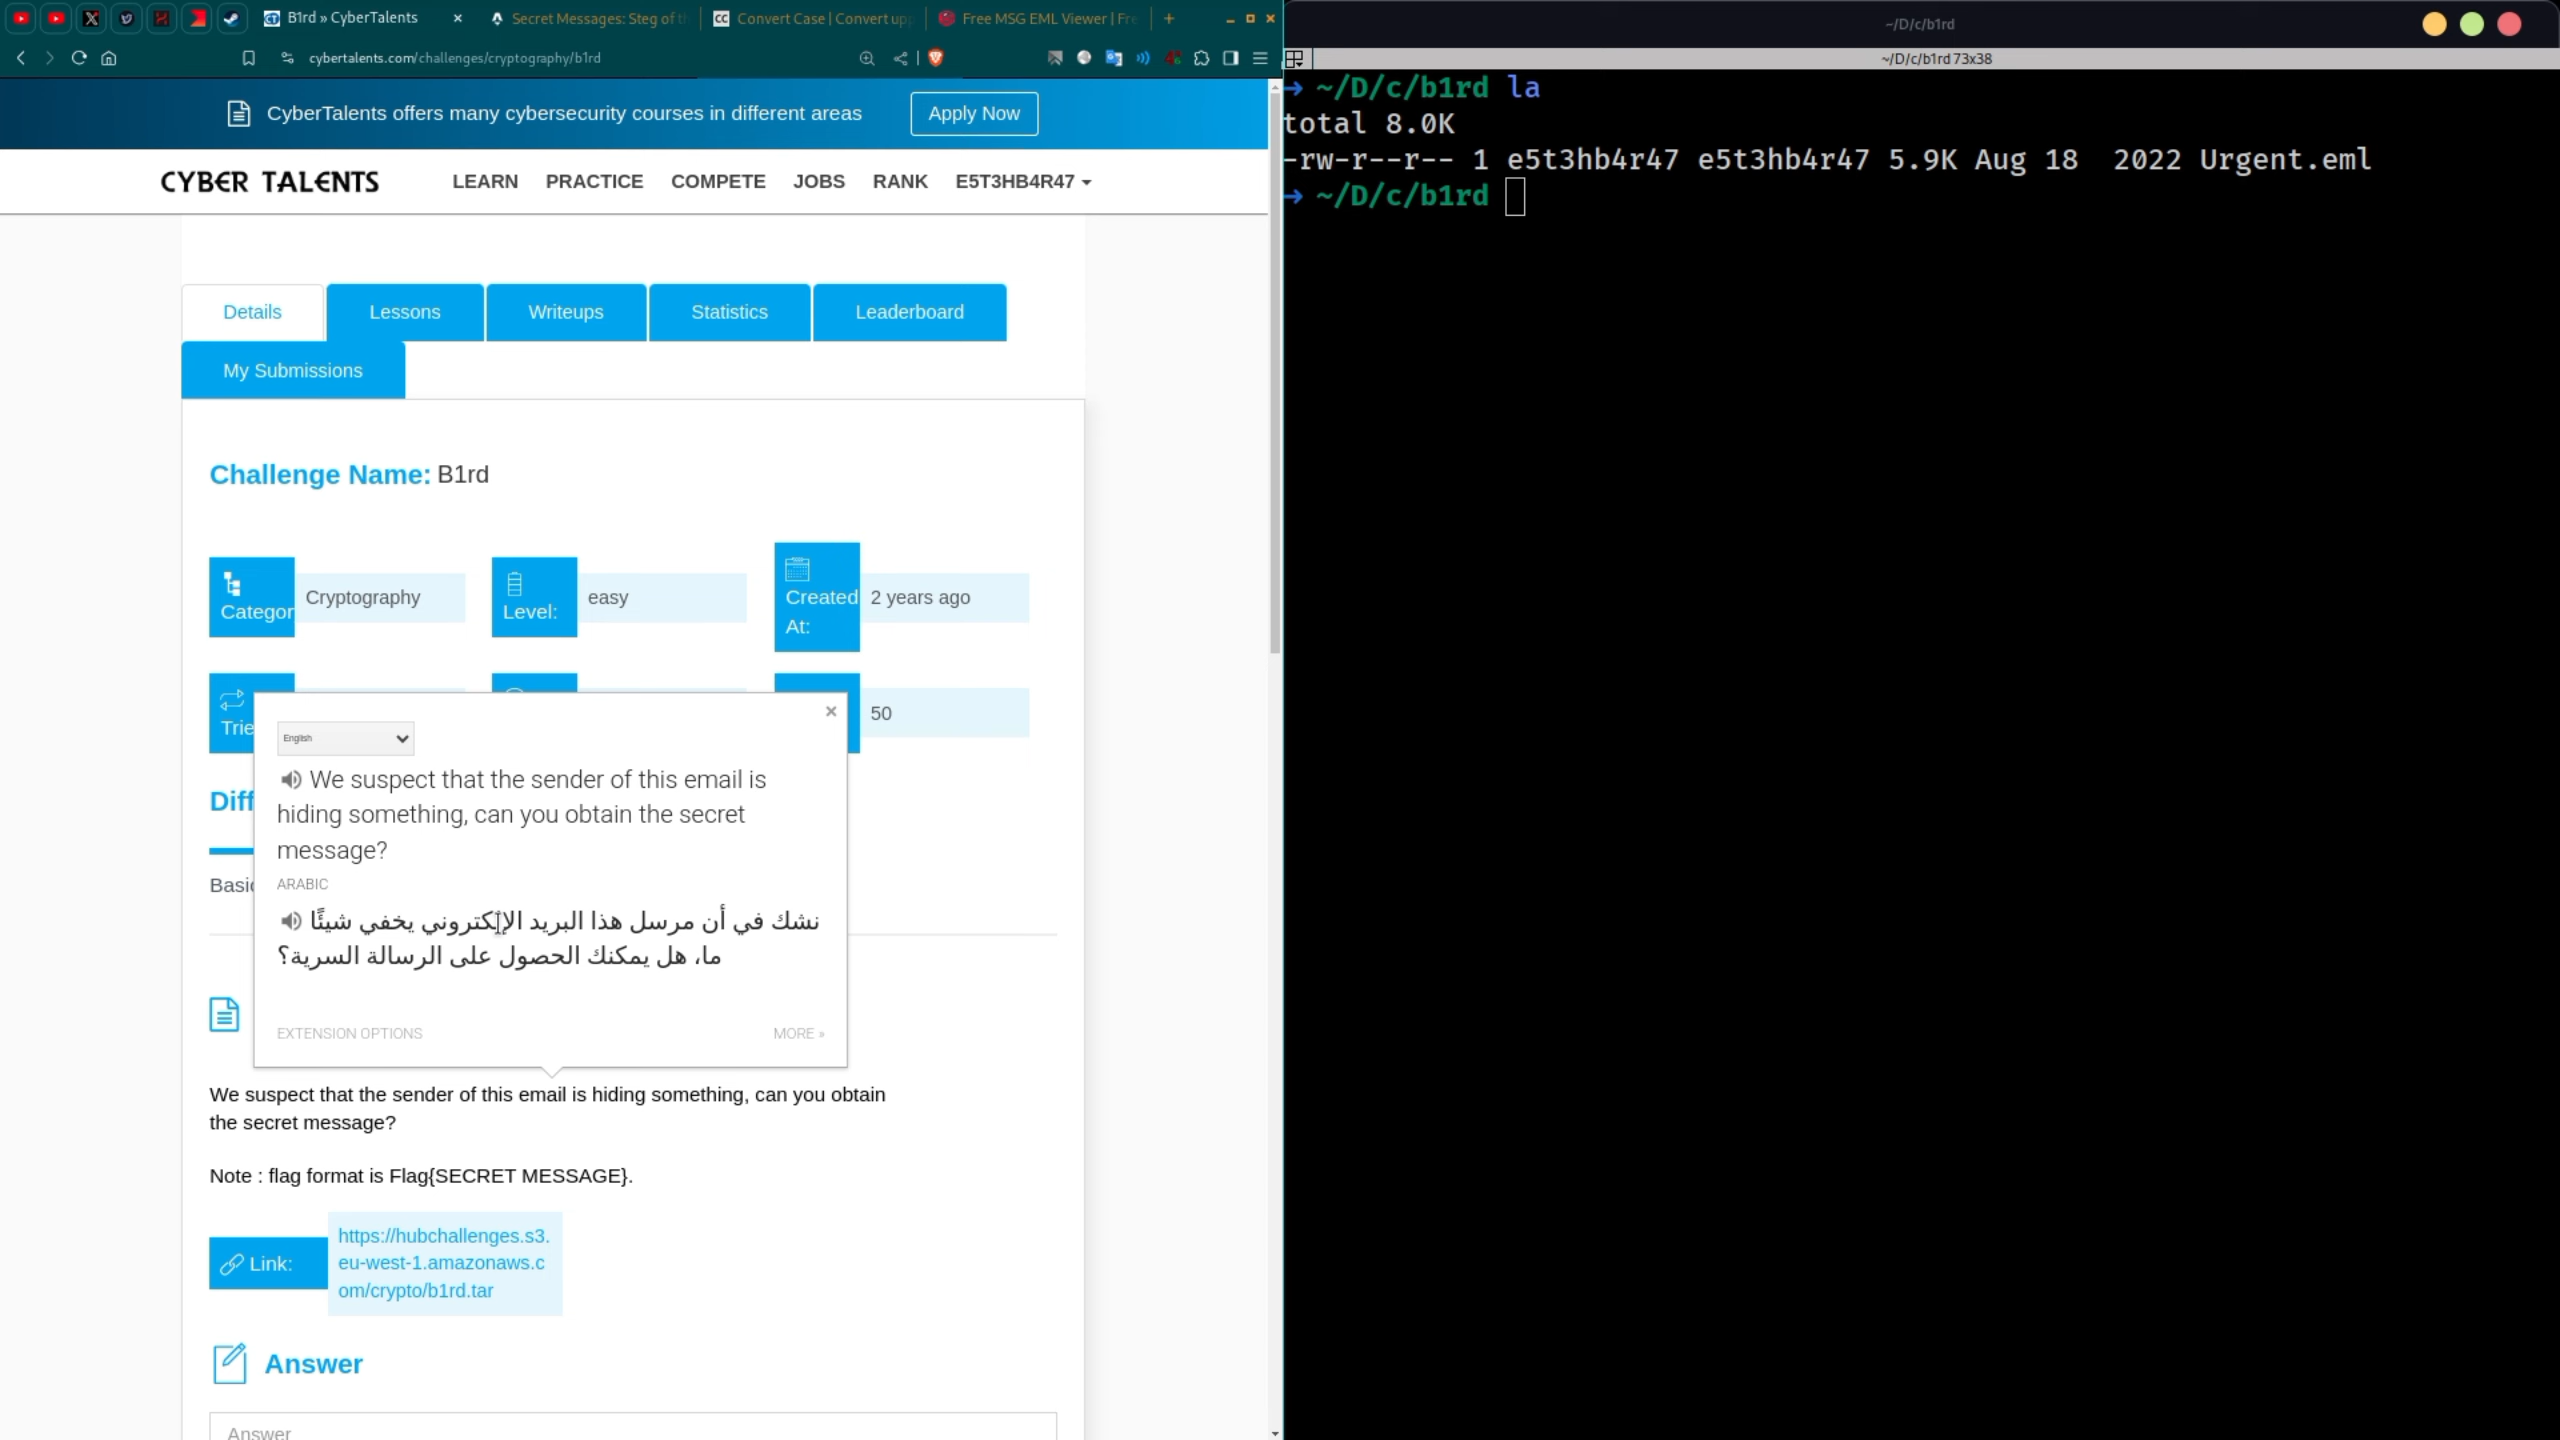 B1rd » CyberTalents
Secret Messages: Steg of th
Convert Case | Convert upp
Free MSG EML Viewer | Fre
cybertalents.com/challenges/cryptography/b1rd
CyberTalents offers many cybersecurity courses in different areas
Apply Now
CYBER TALENTS
LEARN PRACTICE COMPETE JOBS RANK E5T3HB4R47
Details
Lessons
Writeups
Statistics
Leaderboard
My Submissions
Challenge Name: B1rd
Categor
Cryptography
Level:
easy
Created
At:
2 years ago
Trie
50
Diff
Basic
English
We suspect that the sender of this email is
hiding something, can you obtain the secret
message?
ARABIC
نشك في أن مرسل هذا البريد الإلكتروني يخفي شيئًا
ما، هل يمكنك الحصول على الرسالة السرية؟
EXTENSION OPTIONS
MORE »
We suspect that the sender of this email is hiding something, can you obtain
the secret message?
Note : flag format is Flag{SECRET MESSAGE}.
Link:
https://hubchallenges.s3.
eu-west-1.amazonaws.c
om/crypto/b1rd.tar
Answer
Answer
~/D/c/b1rd
~/D/c/b1rd 73x38
→ ~/D/c/b1rd la
total 8.0K
-rw-r--r-- 1 e5t3hb4r47 e5t3hb4r47 5.9K Aug 18 2022 Urgent.eml
→ ~/D/c/b1rd